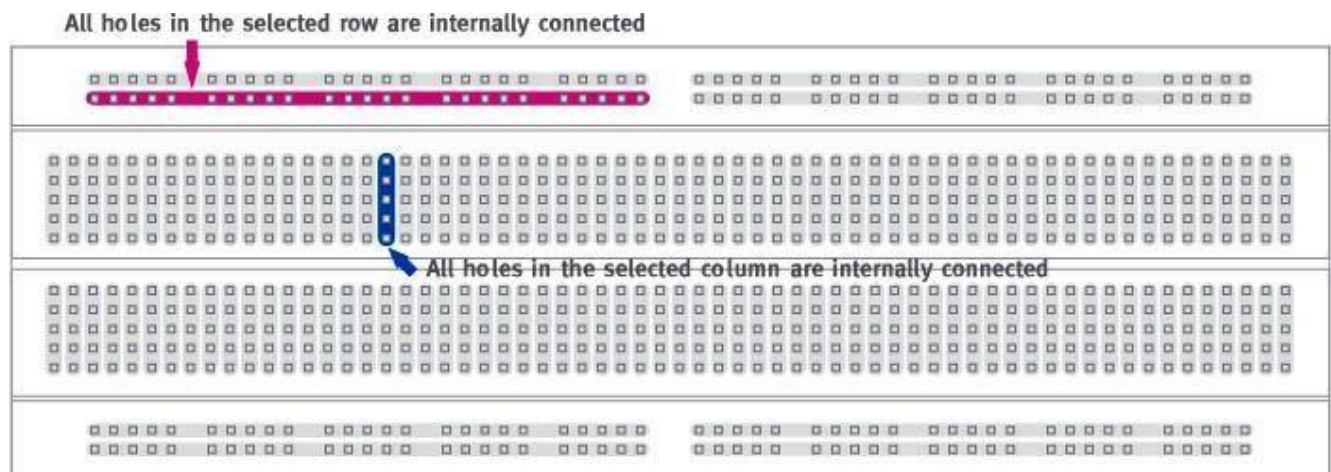 All holes in the selected row are internally connected
All holes in the selected column are internally connected